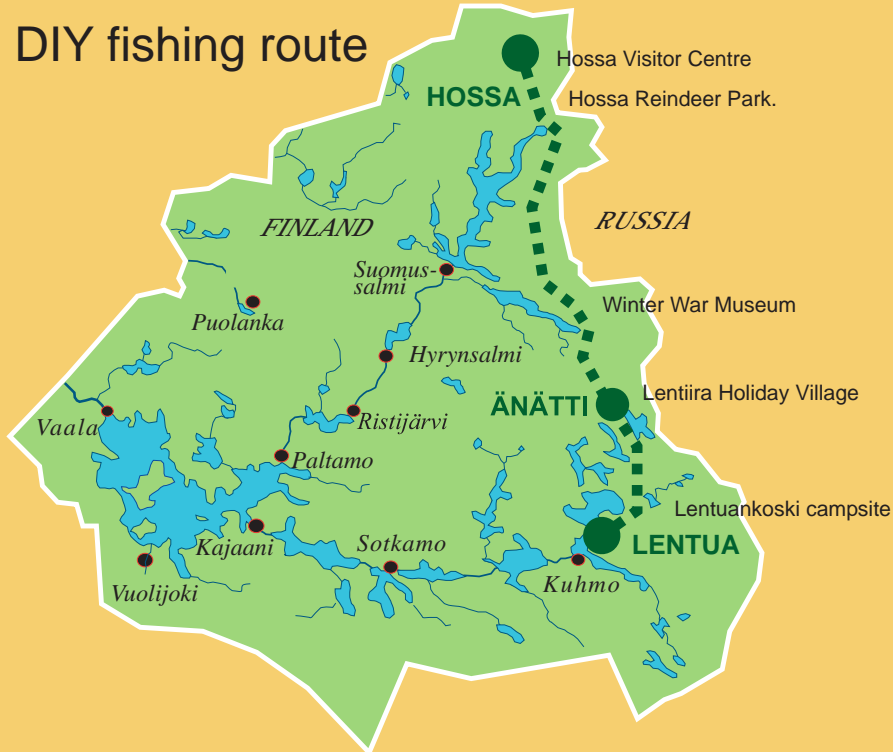 DIY fishing route
Hossa Visitor Centre
HOSSA
Hossa Reindeer Park.
FINLAND
RUSSIA
Suomus-
salmi
Winter War Museum
Puolanka
Hyrynsalmi
Lentiira Holiday Village
ÄNÄTTI
Vaala
Ristijärvi
Paltamo
Lentuankoski campsite
Kajaani
Sotkamo
LENTUA
Kuhmo
Vuolijoki